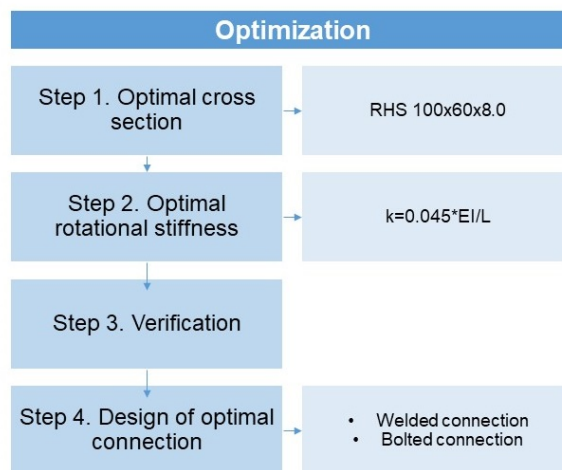 Optimization
Step 1. Optimal cross
section
RHS 100x60x8.0
Step 2. Optimal
rotational stiffness
k=0.045*EI/L
Step 3. Verification
Step 4. Design of optimal
connection
• Welded connection
• Bolted connection